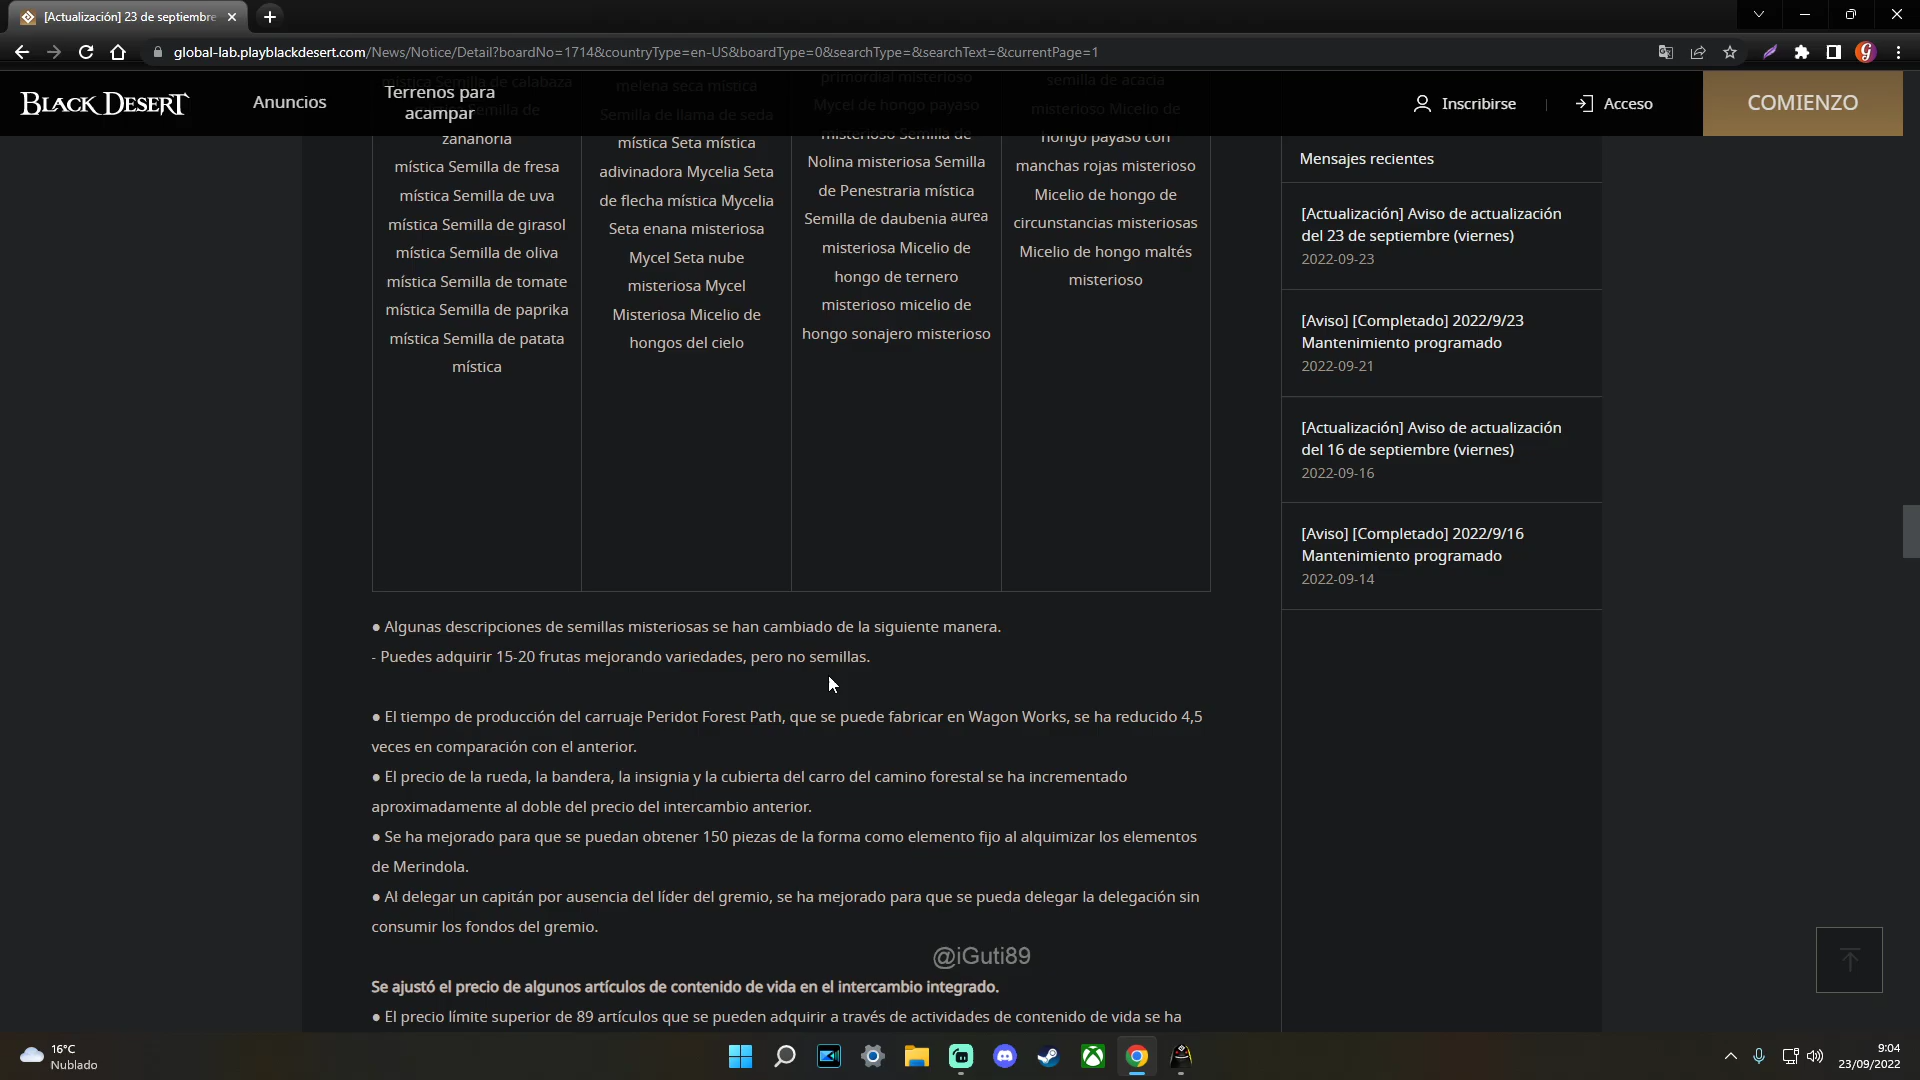 [Actualización] 23 de septiembre
global-lab.playblackdesert.com/News/Notice/Detail?boardNo=1714&countryType=en-US&boardType=0&searchType=&searchText=&currentPage=1
BLACK DESERT
Anuncios
Terrenos para
acampar
Inscribirse
Acceso
COMIENZO
mística Semilla de calabaza
Semilla de
zanahoria
mística Semilla de fresa
mística Semilla de uva
mística Semilla de girasol
mística Semilla de oliva
mística Semilla de tomate
mística Semilla de paprika
mística Semilla de patata
mística
melena seca mística
Semilla de llama de seda
mística Seta mística
adivinadora Mycelia Seta
de flecha mística Mycelia
Seta enana misteriosa
Mycel Seta nube
misteriosa Mycel
Misteriosa Micelio de
hongos del cielo
primordial misterioso
Mycel de hongo payaso
misterioso Semilla de
Nolina misteriosa Semilla
de Penestraria mística
Semilla de daubenia aurea
misteriosa Micelio de
hongo de ternero
misterioso micelio de
hongo sonajero misterioso
semilla de acacia
misterioso Micelio de
hongo payaso con
manchas rojas misterioso
Micelio de hongo de
circunstancias misteriosas
Micelio de hongo maltés
misterioso
Mensajes recientes
[Actualización] Aviso de actualización
del 23 de septiembre (viernes)
2022-09-23
[Aviso] [Completado] 2022/9/23
Mantenimiento programado
2022-09-21
[Actualización] Aviso de actualización
del 16 de septiembre (viernes)
2022-09-16
[Aviso] [Completado] 2022/9/16
Mantenimiento programado
2022-09-14
● Algunas descripciones de semillas misteriosas se han cambiado de la siguiente manera.
- Puedes adquirir 15-20 frutas mejorando variedades, pero no semillas.
● El tiempo de producción del carruaje Peridot Forest Path, que se puede fabricar en Wagon Works, se ha reducido 4,5
veces en comparación con el anterior.
● El precio de la rueda, la bandera, la insignia y la cubierta del carro del camino forestal se ha incrementado
aproximadamente al doble del precio del intercambio anterior.
● Se ha mejorado para que se puedan obtener 150 piezas de la forma como elemento fijo al alquimizar los elementos
de Merindola.
● Al delegar un capitán por ausencia del líder del gremio, se ha mejorado para que se pueda delegar la delegación sin
consumir los fondos del gremio.
@iGuti89
Se ajustó el precio de algunos artículos de contenido de vida en el intercambio integrado.
● El precio límite superior de 89 artículos que se pueden adquirir a través de actividades de contenido de vida se ha
16°C
Nublado
9:04
23/09/2022